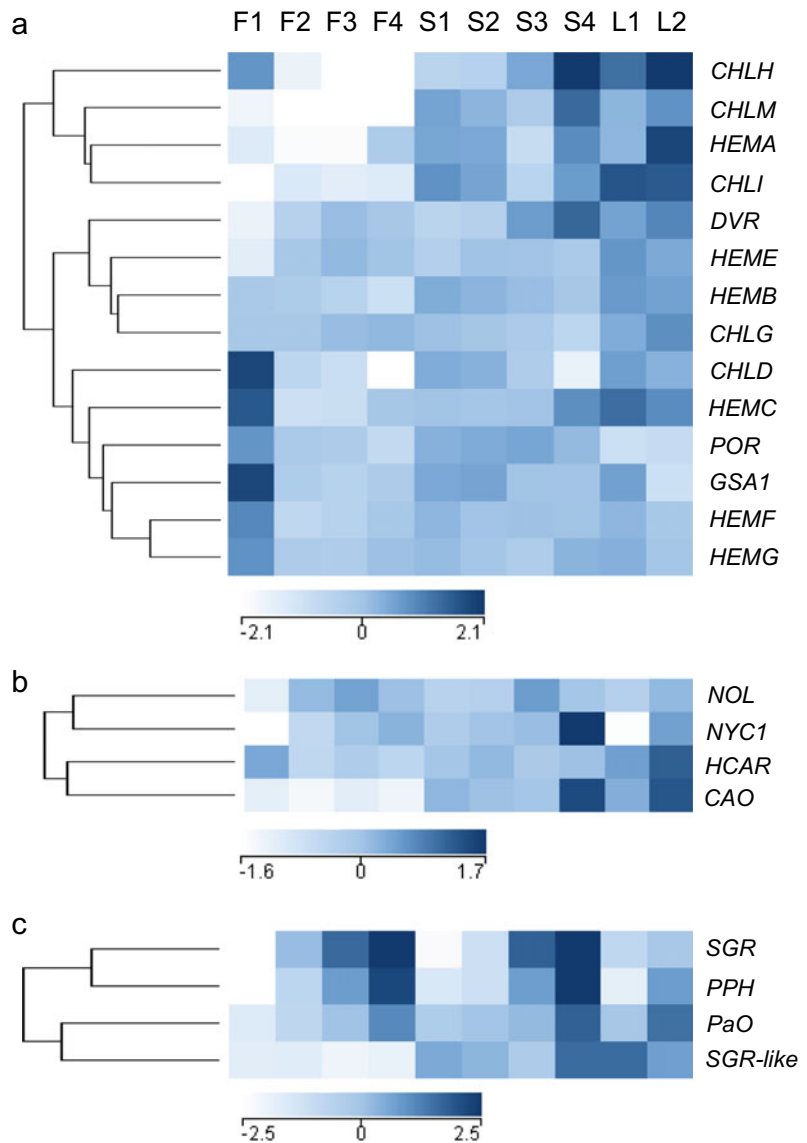 a
F1 F2 F3 F4 S1 S2 S3 S4 L1 L2
CHLH
CHLM
HEMA
CHLI
DVR
HEME
HEMB
CHLG
CHLD
HEMC
POR
GSA1
HEMF
HEMG
-2.1 0 2.1
b
NOL
NYC1
HCAR
CAO
-1.6 0 1.7
c
SGR
PPH
PaO
SGR-like
-2.5 0 2.5